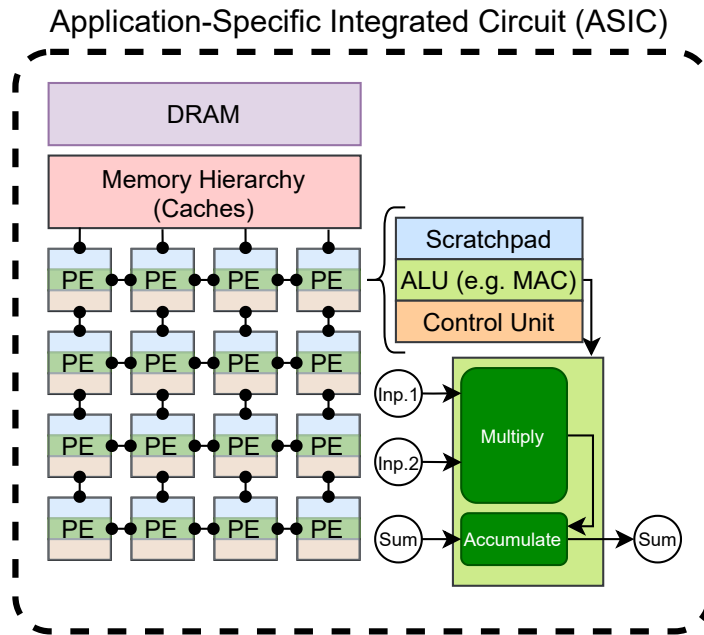 Application-Specific Integrated Circuit (ASIC)
DRAM
Memory Hierarchy
(Caches)
PE PE PE PE
PE PE PE PE
PE PE PE PE
PE PE PE PE
Scratchpad
ALU (e.g. MAC)
Control Unit
Inp.1
Multiply
Inp.2
Sum
Accumulate
Sum